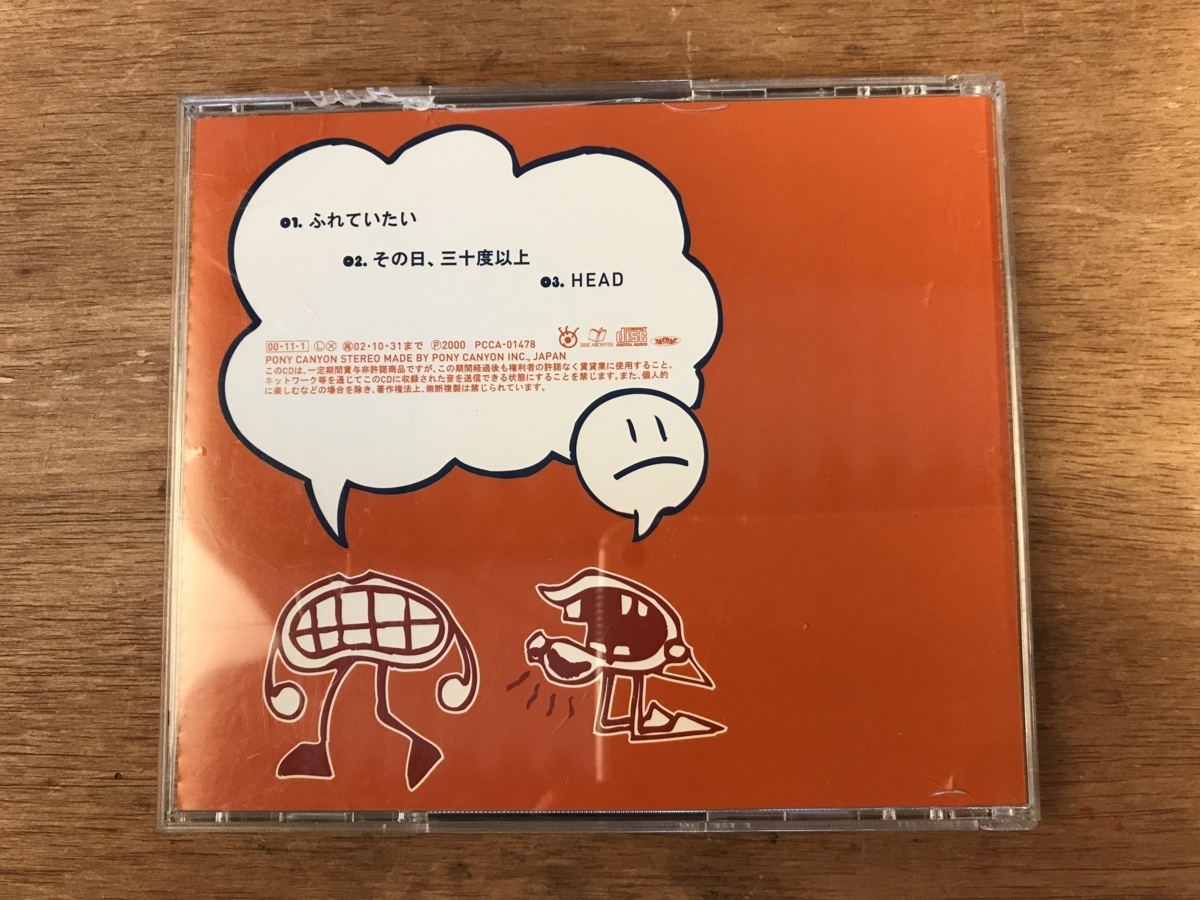 01. ふれていたい
02. その日、三十度以上
03. HEAD
00・11・1 Ⓛ Ⓧ ㊢02・10・31まで Ⓟ2000 PCCA-01478
DISC ARCHIVES COMPACT disc DIGITAL AUDIO JASRAC
PONY CANYON STEREO MADE BY PONY CANYON INC., JAPAN
このCDは、一定期間賃与非許諾商品ですが、この期間経過後も権利者の許諾なく賃貸業に使用すること、
ネットワーク等を通じてこのCDに収録された音を送信できる状態にすることを禁じます。また、個人的
に楽しむなどの場合を除き、著作権法上、無断複製は禁じられています。